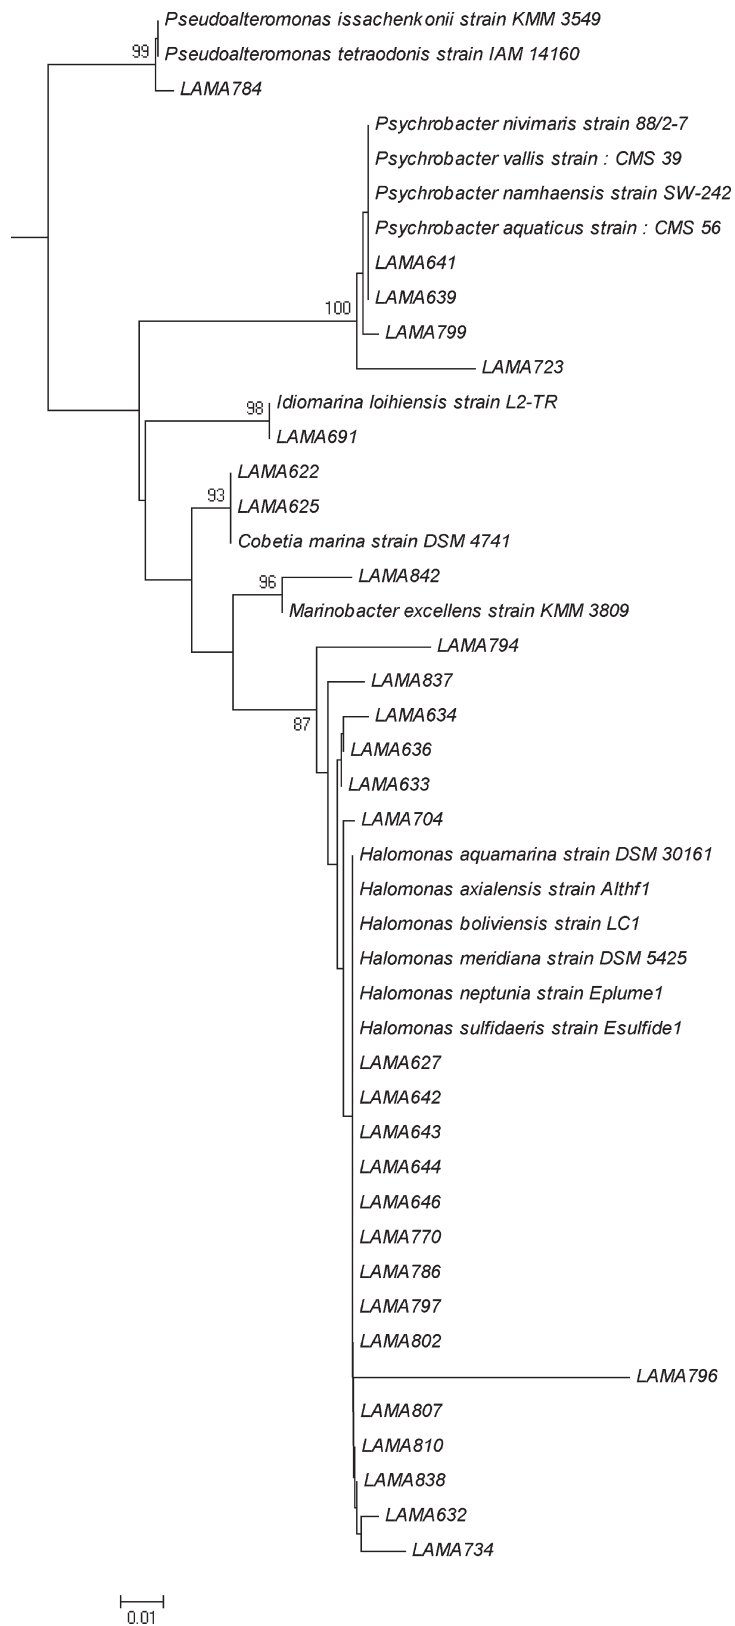 Pseudoalteromonas issachenkonii strain KMM 3549
99
Pseudoalteromonas tetraodonis strain IAM 14160
LAMA784
Psychrobacter nivimaris strain 88/2-7
Psychrobacter vallis strain : CMS 39
Psychrobacter namhaensis strain SW-242
Psychrobacter aquaticus strain : CMS 56
LAMA641
LAMA639
100
LAMA799
LAMA723
Idiomarina loihiensis strain L2-TR
98
LAMA691
LAMA622
93
LAMA625
Cobetia marina strain DSM 4741
LAMA842
96
Marinobacter excellens strain KMM 3809
LAMA794
LAMA837
LAMA634
87
LAMA636
LAMA633
LAMA704
Halomonas aquamarina strain DSM 30161
Halomonas axialensis strain Althf1
Halomonas boliviensis strain LC1
Halomonas meridiana strain DSM 5425
Halomonas neptunia strain Eplume1
Halomonas sulfidaeris strain Esulfide1
LAMA627
LAMA642
LAMA643
LAMA644
LAMA646
LAMA770
LAMA786
LAMA797
LAMA802
LAMA796
LAMA807
LAMA810
LAMA838
LAMA632
LAMA734
0.01